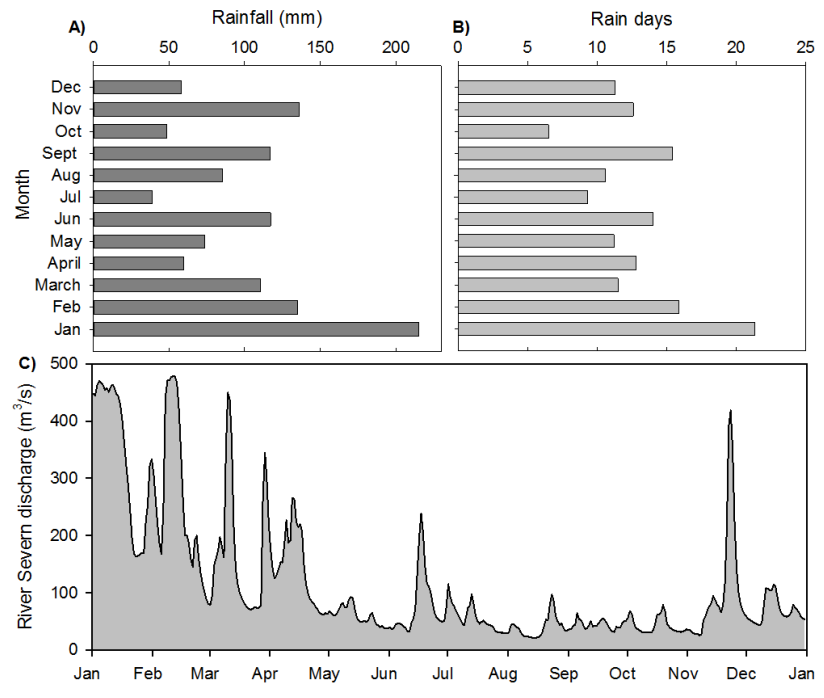 Rainfall (mm)
Rain days
A)
B)
0 50 100 150 200
0 5 10 15 20 25
Month
Dec
Nov
Oct
Sept
Aug
Jul
Jun
May
April
March
Feb
Jan
C)
River Severn discharge (m³/s)
500
400
300
200
100
0
Jan Feb Mar Apr May Jun Jul Aug Sep Oct Nov Dec Jan